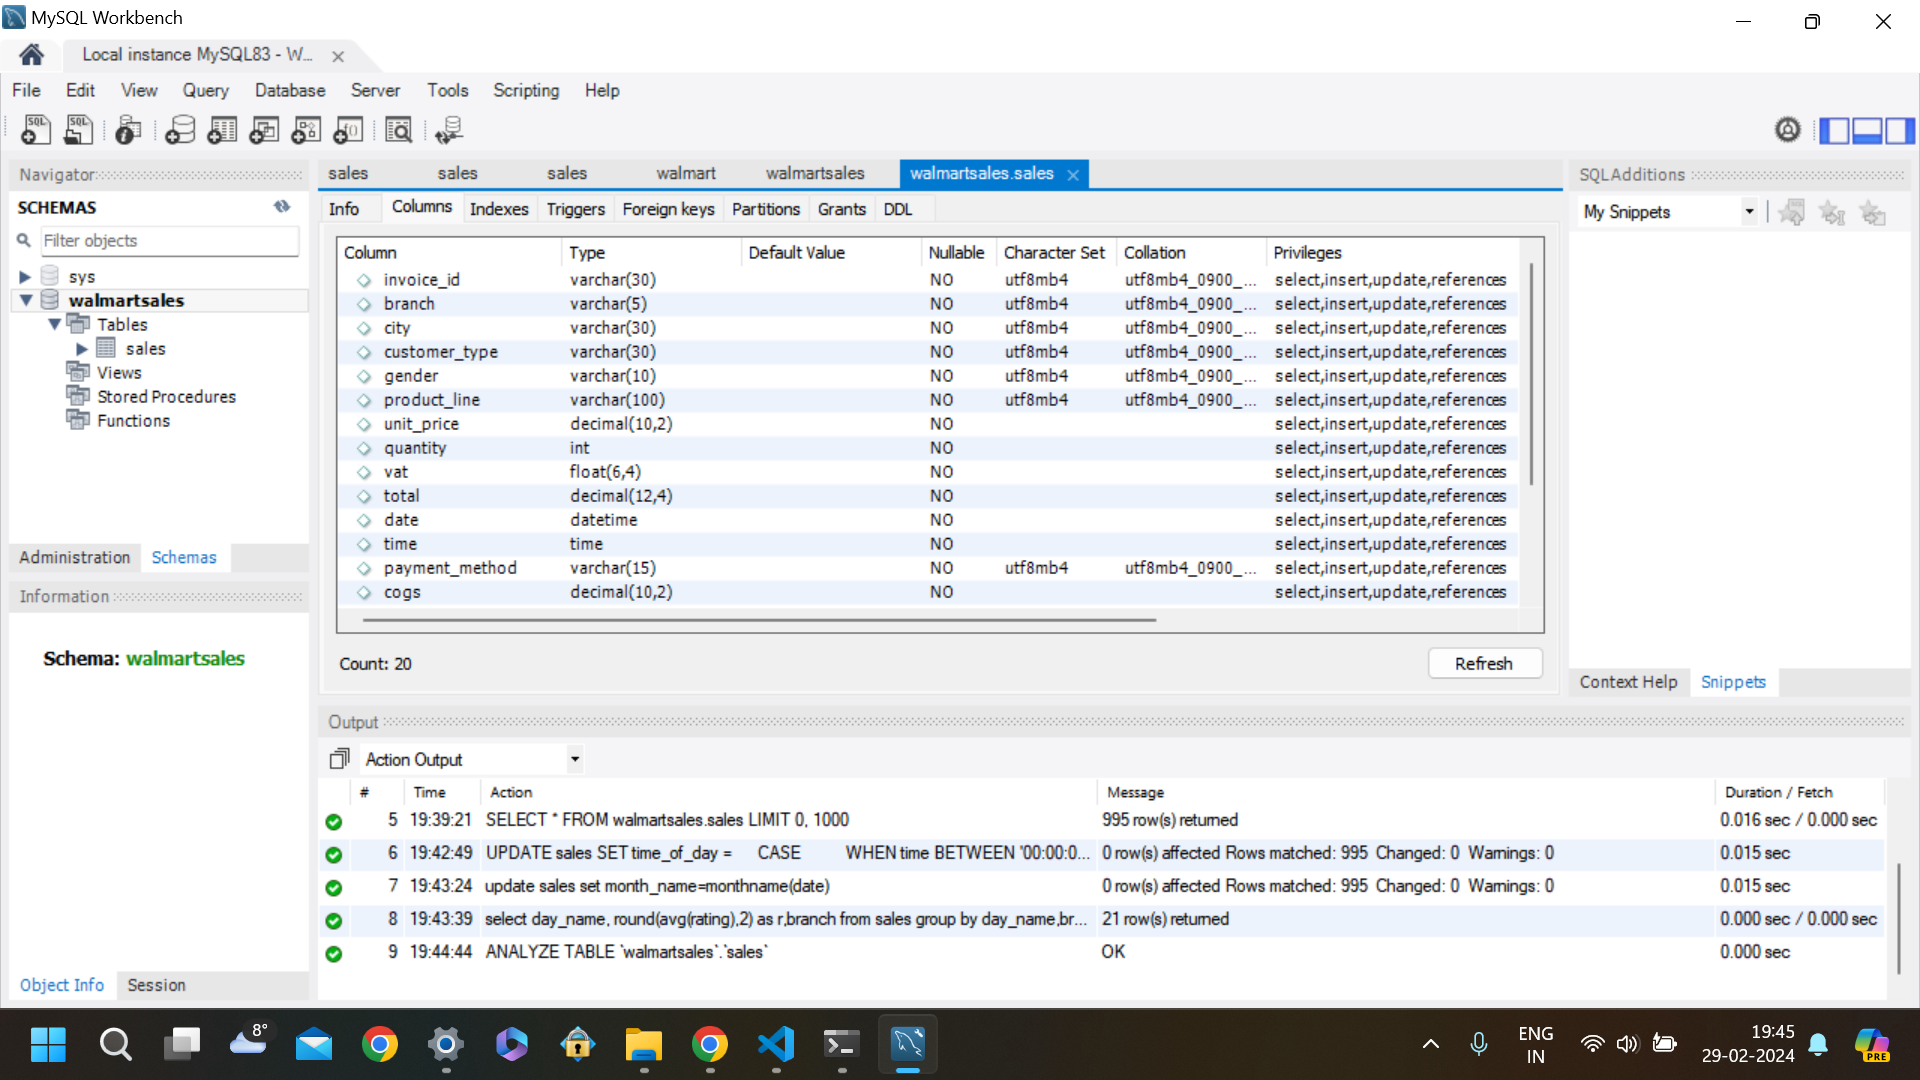 MySQL Workbench
Local instance MySQL83 - W...
File Edit View Query Database Server Tools Scripting Help
Navigator
SCHEMAS
Filter objects
sys
walmartsales
Tables
sales
Views
Stored Procedures
Functions
Administration Schemas
Information
Schema: walmartsales
Object Info Session
sales sales sales walmart walmartsales walmartsales.sales
Info Columns Indexes Triggers Foreign keys Partitions Grants DDL
Column Type Default Value Nullable Character Set Collation Privileges
invoice_id varchar(30) NO utf8mb4 utf8mb4_0900_... select,insert,update,references
branch varchar(5) NO utf8mb4 utf8mb4_0900_... select,insert,update,references
city varchar(30) NO utf8mb4 utf8mb4_0900_... select,insert,update,references
customer_type varchar(30) NO utf8mb4 utf8mb4_0900_... select,insert,update,references
gender varchar(10) NO utf8mb4 utf8mb4_0900_... select,insert,update,references
product_line varchar(100) NO utf8mb4 utf8mb4_0900_... select,insert,update,references
unit_price decimal(10,2) NO select,insert,update,references
quantity int NO select,insert,update,references
vat float(6,4) NO select,insert,update,references
total decimal(12,4) NO select,insert,update,references
date datetime NO select,insert,update,references
time time NO select,insert,update,references
payment_method varchar(15) NO utf8mb4 utf8mb4_0900_... select,insert,update,references
cogs decimal(10,2) NO select,insert,update,references
Count: 20
Refresh
SQLAdditions
My Snippets
Context Help Snippets
Output
Action Output
# Time Action Message Duration / Fetch
5 19:39:21 SELECT * FROM walmartsales.sales LIMIT 0, 1000 995 row(s) returned 0.016 sec / 0.000 sec
6 19:42:49 UPDATE sales SET time_of_day = CASE WHEN time BETWEEN '00:00:0... 0 row(s) affected Rows matched: 995 Changed: 0 Warnings: 0 0.015 sec
7 19:43:24 update sales set month_name=monthname(date) 0 row(s) affected Rows matched: 995 Changed: 0 Warnings: 0 0.015 sec
8 19:43:39 select day_name, round(avg(rating),2) as r,branch from sales group by day_name,br... 21 row(s) returned 0.000 sec / 0.000 sec
9 19:44:44 ANALYZE TABLE `walmartsales`.`sales` OK 0.000 sec
8°
ENG
IN
19:45
29-02-2024
PRE